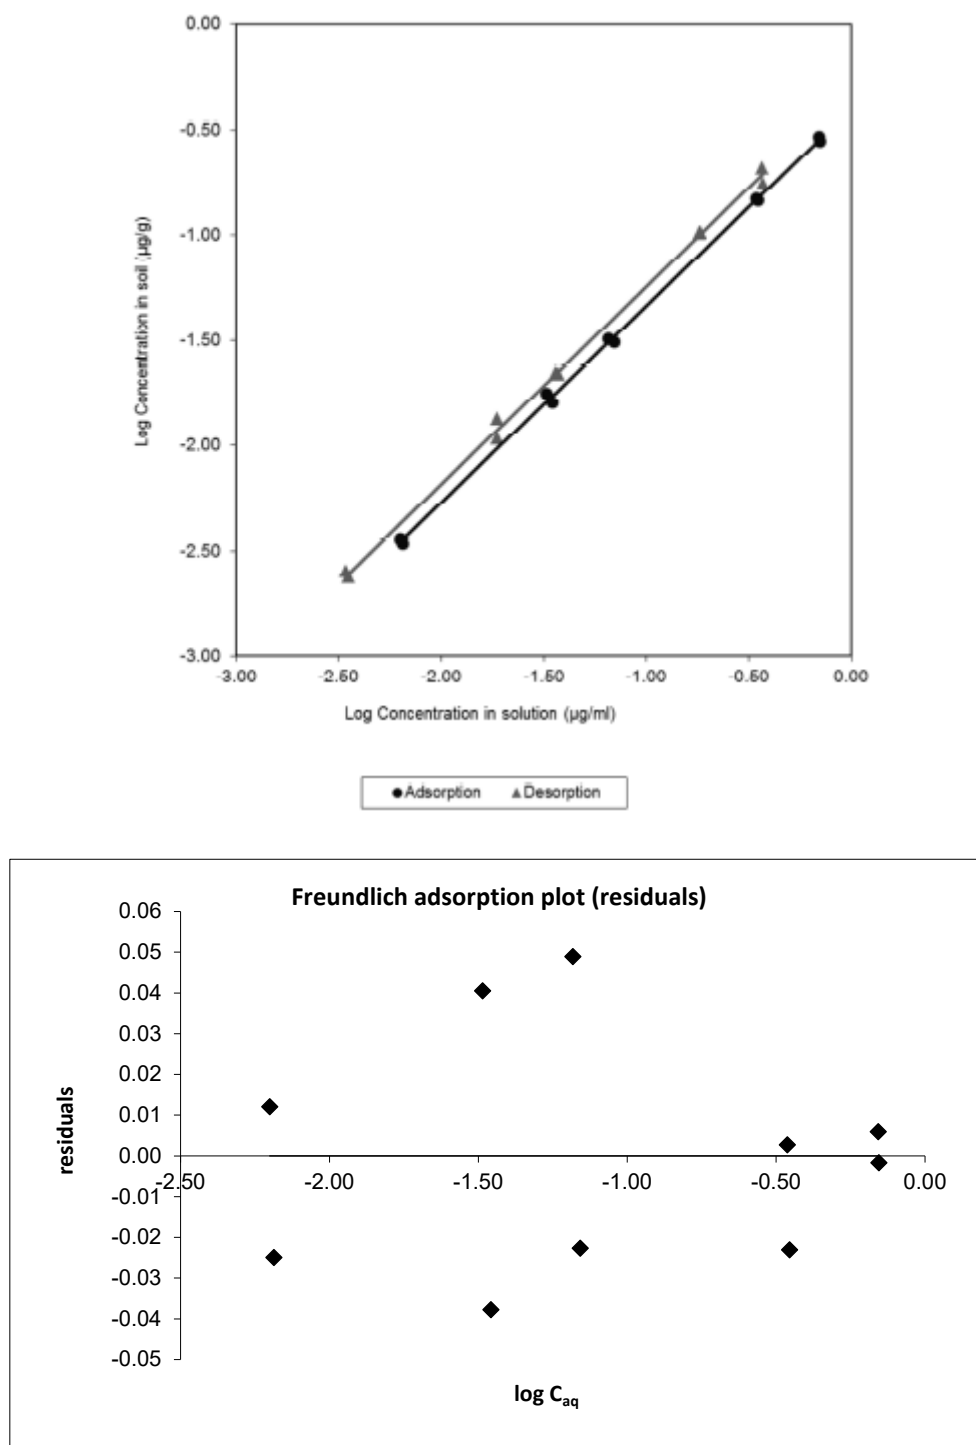 0.00
-0.50
-1.00
-1.50
-2.00
-2.50
-3.00
Log Concentration in soil (µg/g)
-3.00 -2.50 -2.00 -1.50 -1.00 -0.50 0.00
Log Concentration in solution (µg/ml)
Adsorption Desorption
Freundlich adsorption plot (residuals)
0.06
0.05
0.04
0.03
0.02
0.01
0.00
-0.01
-0.02
-0.03
-0.04
-0.05
residuals
-2.50 -2.00 -1.50 -1.00 -0.50 0.00
log Caq